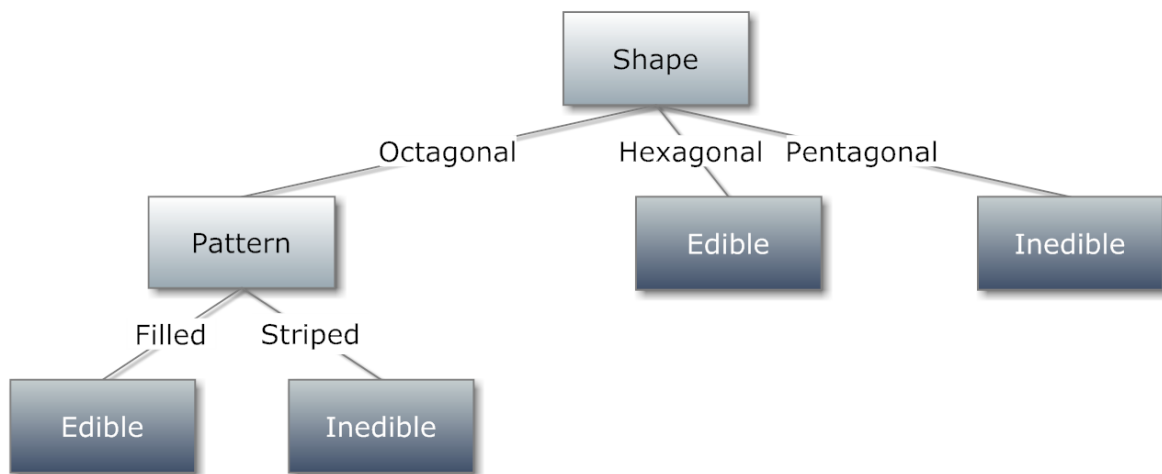 Shape
Octagonal Hexagonal Pentagonal
Pattern Edible Inedible
Filled Striped
Edible Inedible